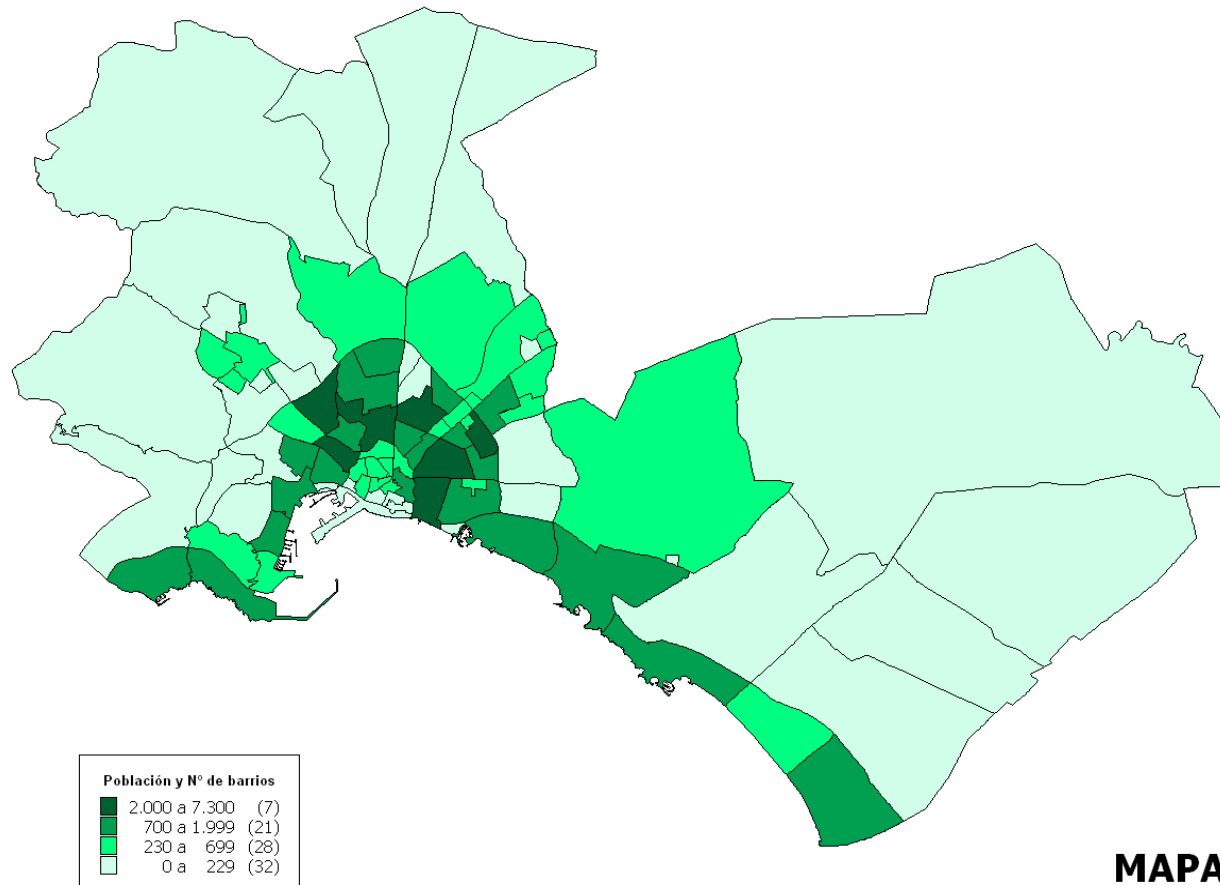 Población y Nº de barrios
2.000 a 7.300 (7)
700 a 1.999 (21)
230 a 699 (28)
0 a 229 (32)
MAPA